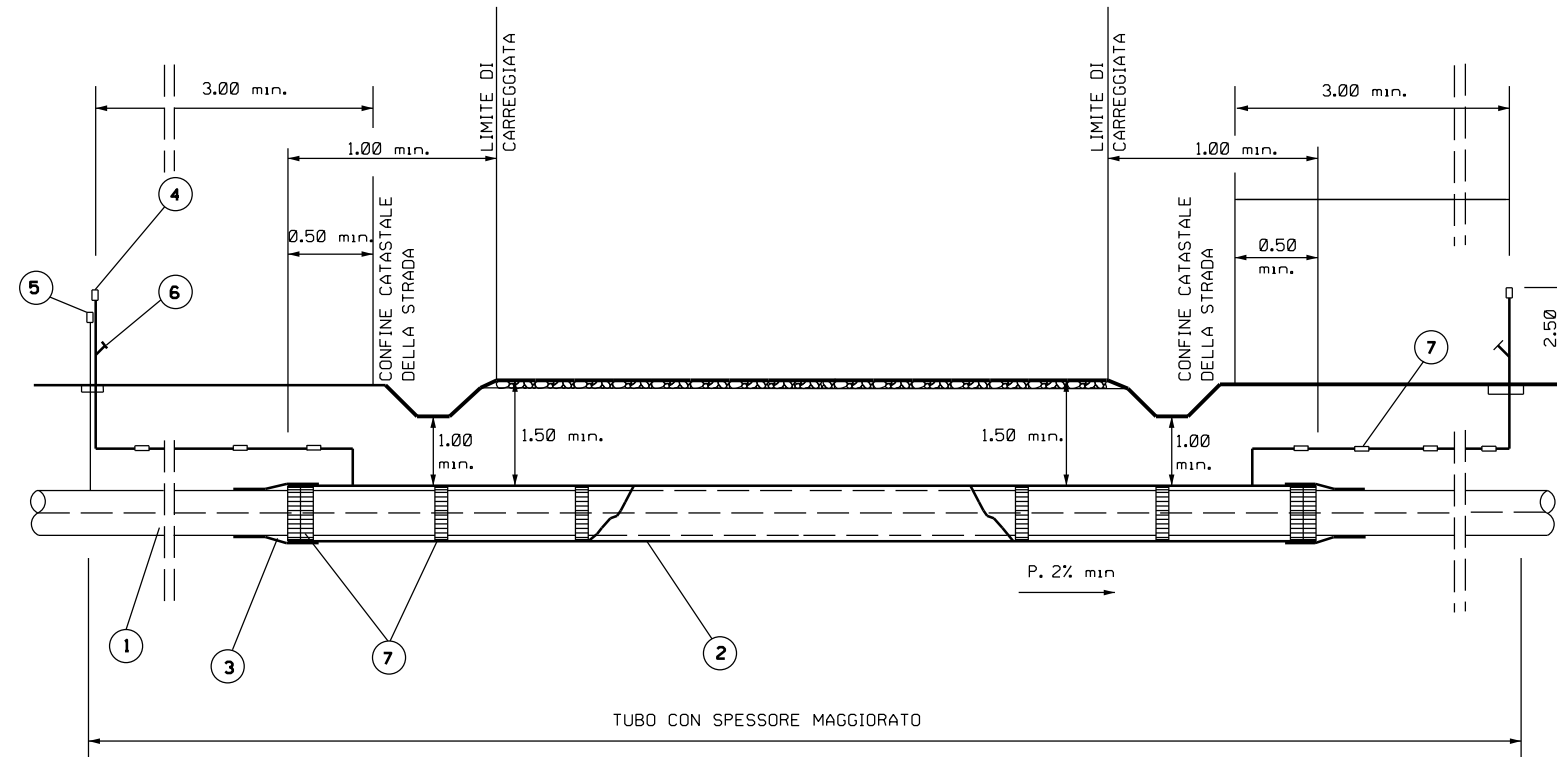 3.00 min.
LIMITE DI
CARREGGIATA
LIMITE DI
CARREGGIATA
3.00 min.
1.00 min.
1.00 min.
4
CONFINE CATASTALE
DELLA STRADA
CONFINE CATASTALE
DELLA STRADA
0.50 min.
0.50
min.
5
6
7
2.50
1.00
min.
1.50 min.
1.50 min.
1.00
min.
P. 2% min
1
3
7
2
TUBO CON SPESSORE MAGGIORATO